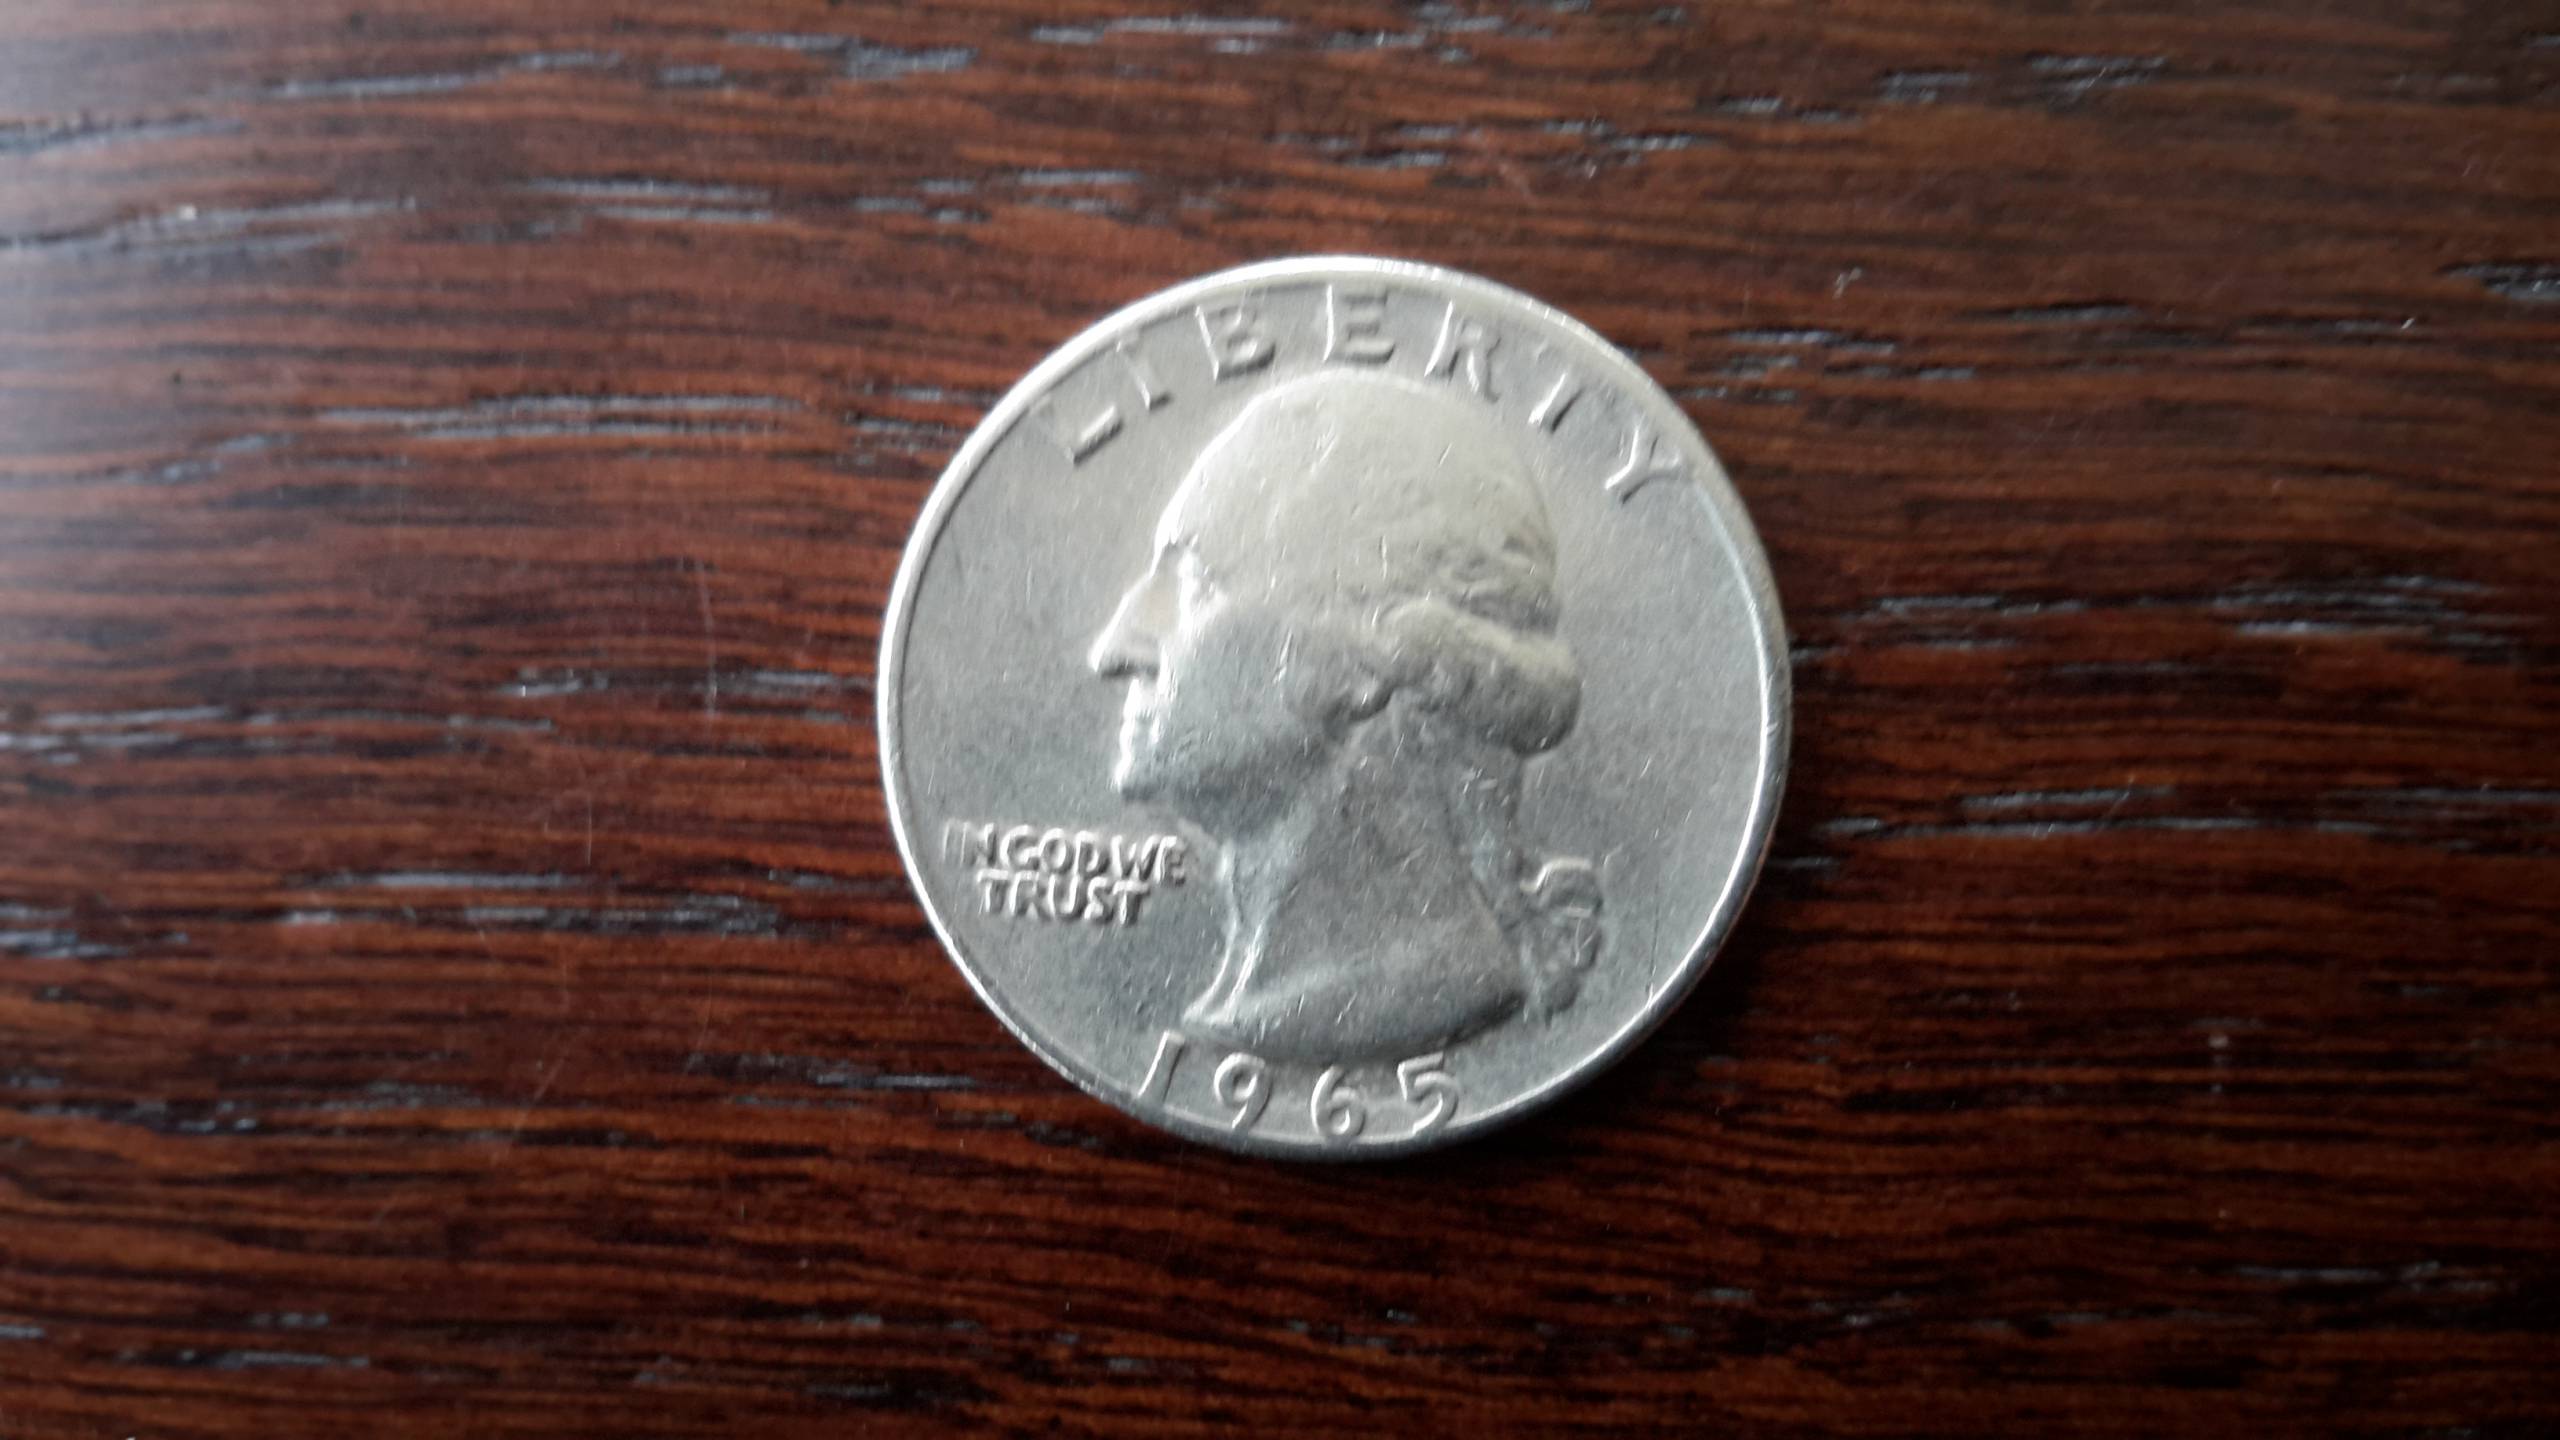 LIBERTY
IN GOD WE
TRUST
1965